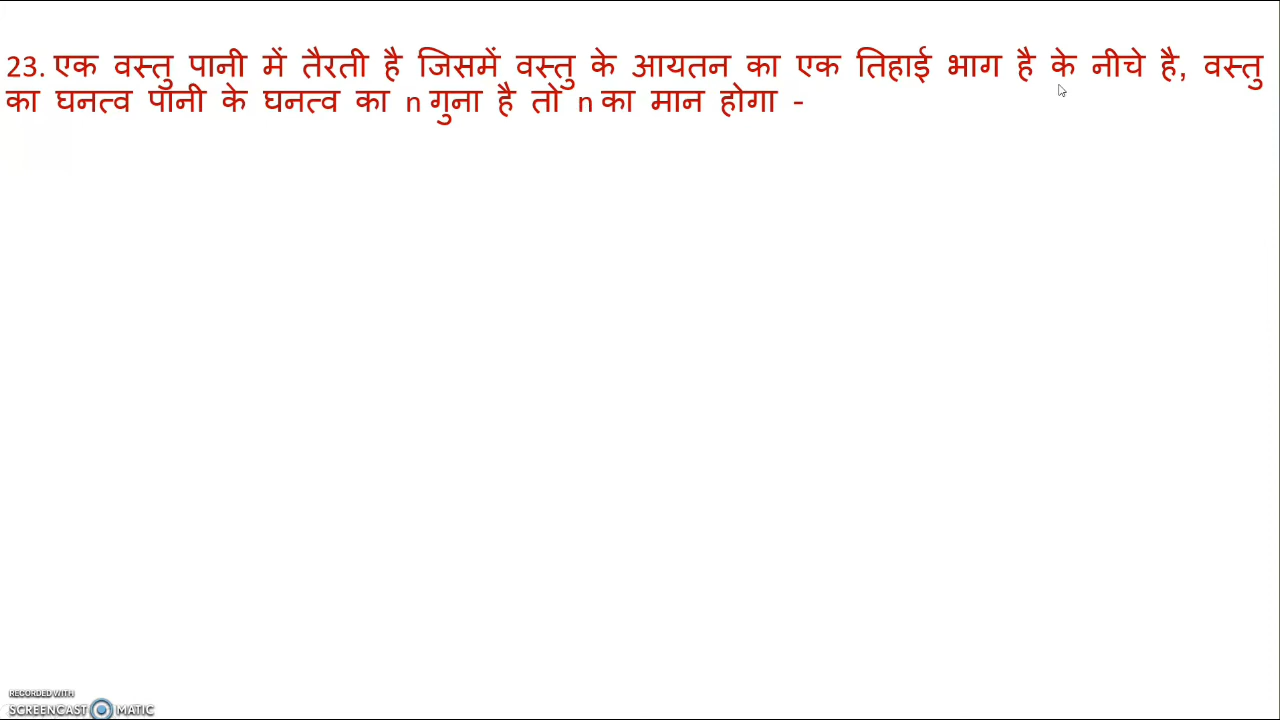 23. एक वस्तु पानी में तैरती है जिसमें वस्तु के आयतन का एक तिहाई भाग है के नीचे है, वस्तु
का घनत्व पानी के घनत्व का n गुना है तो n का मान होगा -
RECORDED WITH
SCREENCAST MATIC